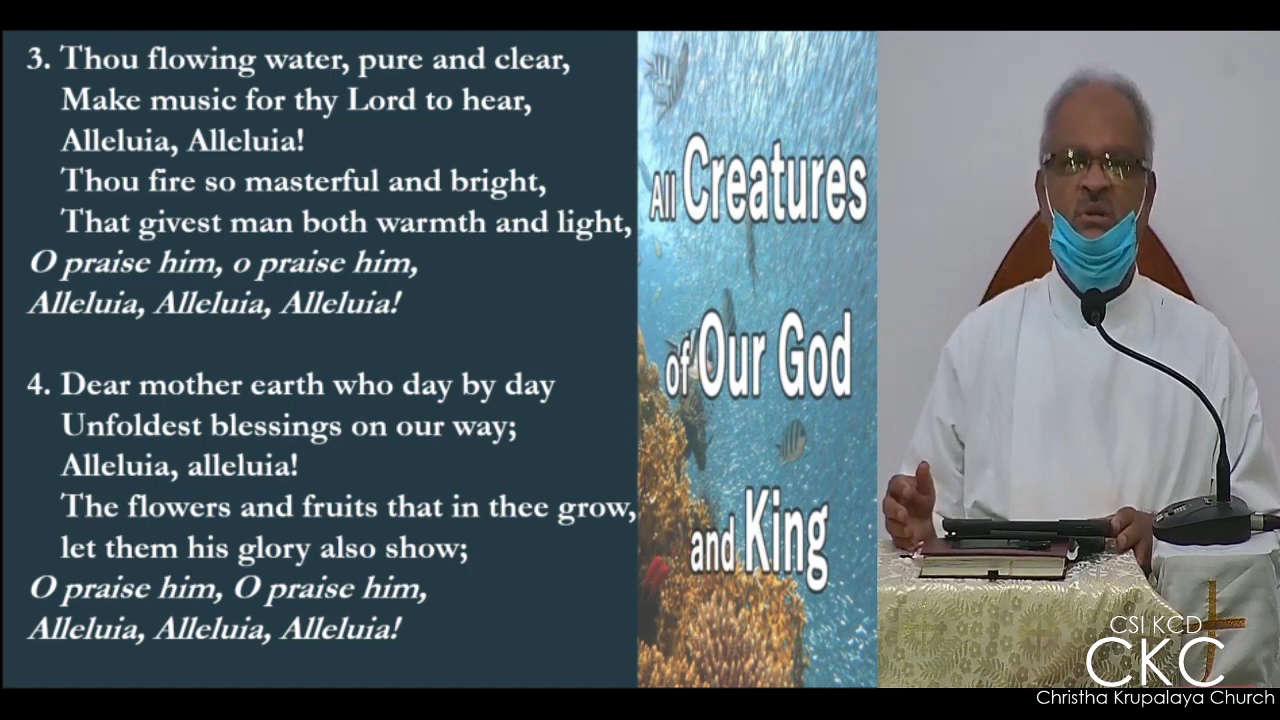 3. Thou flowing water, pure and clear,
Make music for thy Lord to hear,
Alleluia, Alleluia!
Thou fire so masterful and bright,
That givest man both warmth and light,
O praise him, o praise him,
Alleluia, Alleluia, Alleluia!
4. Dear mother earth who day by day
Unfoldest blessings on our way;
Alleluia, alleluia!
The flowers and fruits that in thee grow,
let them his glory also show;
O praise him, O praise him,
Alleluia, Alleluia, Alleluia!
All Creatures
of Our God
and King
CSI KCD
CKC
Christha Krupalaya Church